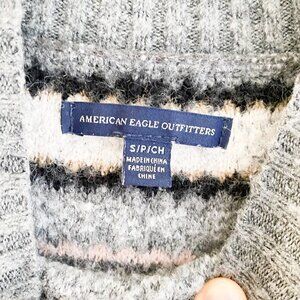 AMERICAN EAGLE OUTFITTERS
S/P/CH
MADE IN CHINA
FABRIQUÉ EN
CHINE